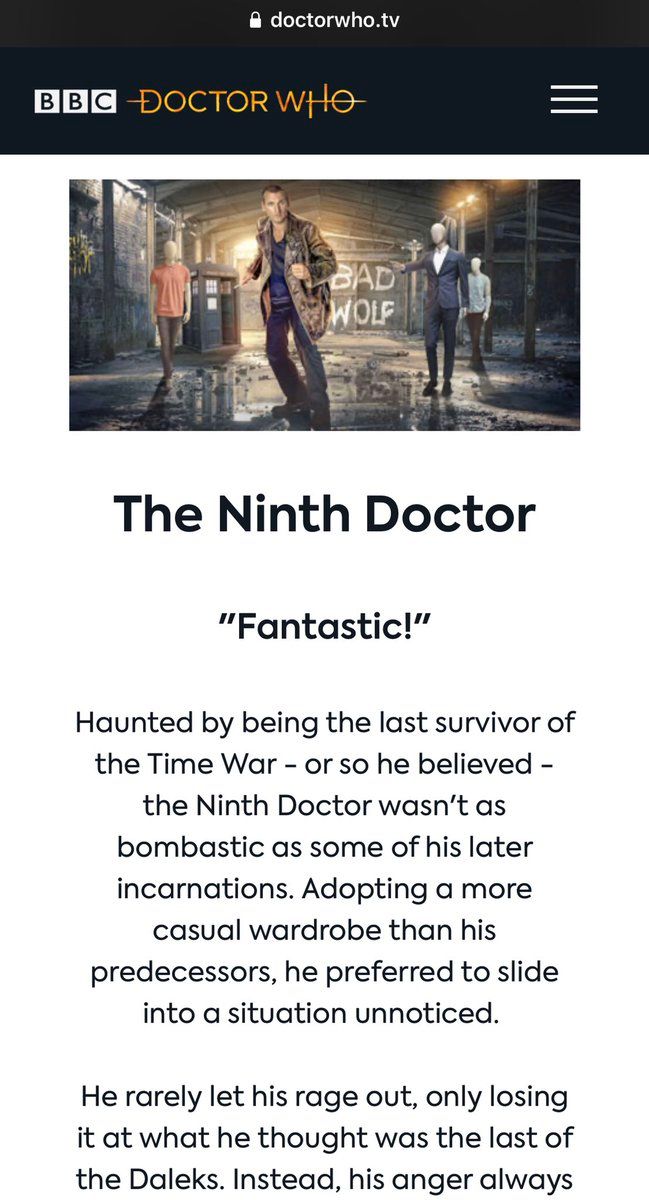 doctorwho.tv
BBC DOCTOR WHO
BAD
WOLF
The Ninth Doctor
"Fantastic!"
Haunted by being the last survivor of
the Time War - or so he believed -
the Ninth Doctor wasn't as
bombastic as some of his later
incarnations. Adopting a more
casual wardrobe than his
predecessors, he preferred to slide
into a situation unnoticed.
He rarely let his rage out, only losing
it at what he thought was the last of
the Daleks. Instead, his anger always